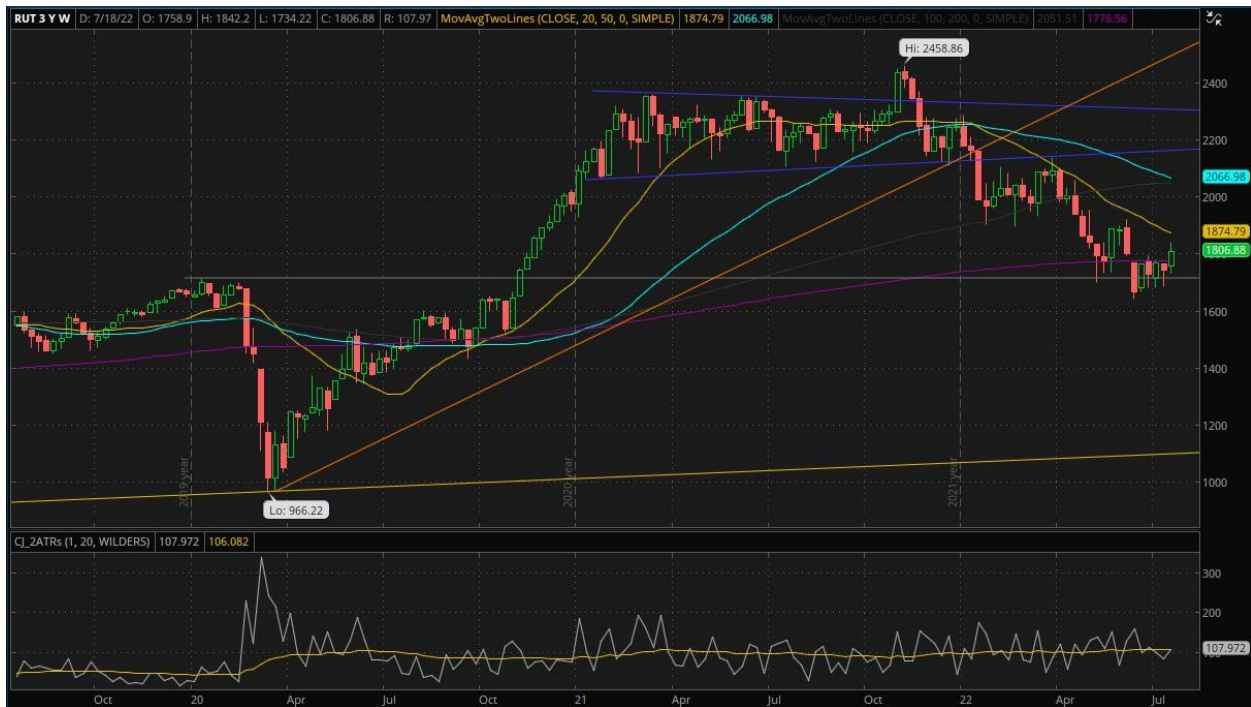 RUT 3 Y W D: 7/18/22 O: 1758.9 H: 1842.2 L: 1734.22 C: 1806.88 R: 107.97 MovAvgTwoLines (CLOSE, 20, 50, 0, SIMPLE) 1874.79 2066.98 MovAvgTwoLines (CLOSE, 100, 200, 0, SIMPLE) 2051.51 1776.56
Hi: 2458.86
2400
2200
2066.98
2000
1874.79
1806.88
1600
1400
1200
1000
2019 year
2020 year
2021 year
Lo: 966.22
CJ_2ATRs (1, 20, WILDERS) 107.972 106.082
300
200
107.972
Oct 20 Apr Jul Oct 21 Apr Jul Oct 22 Apr Jul